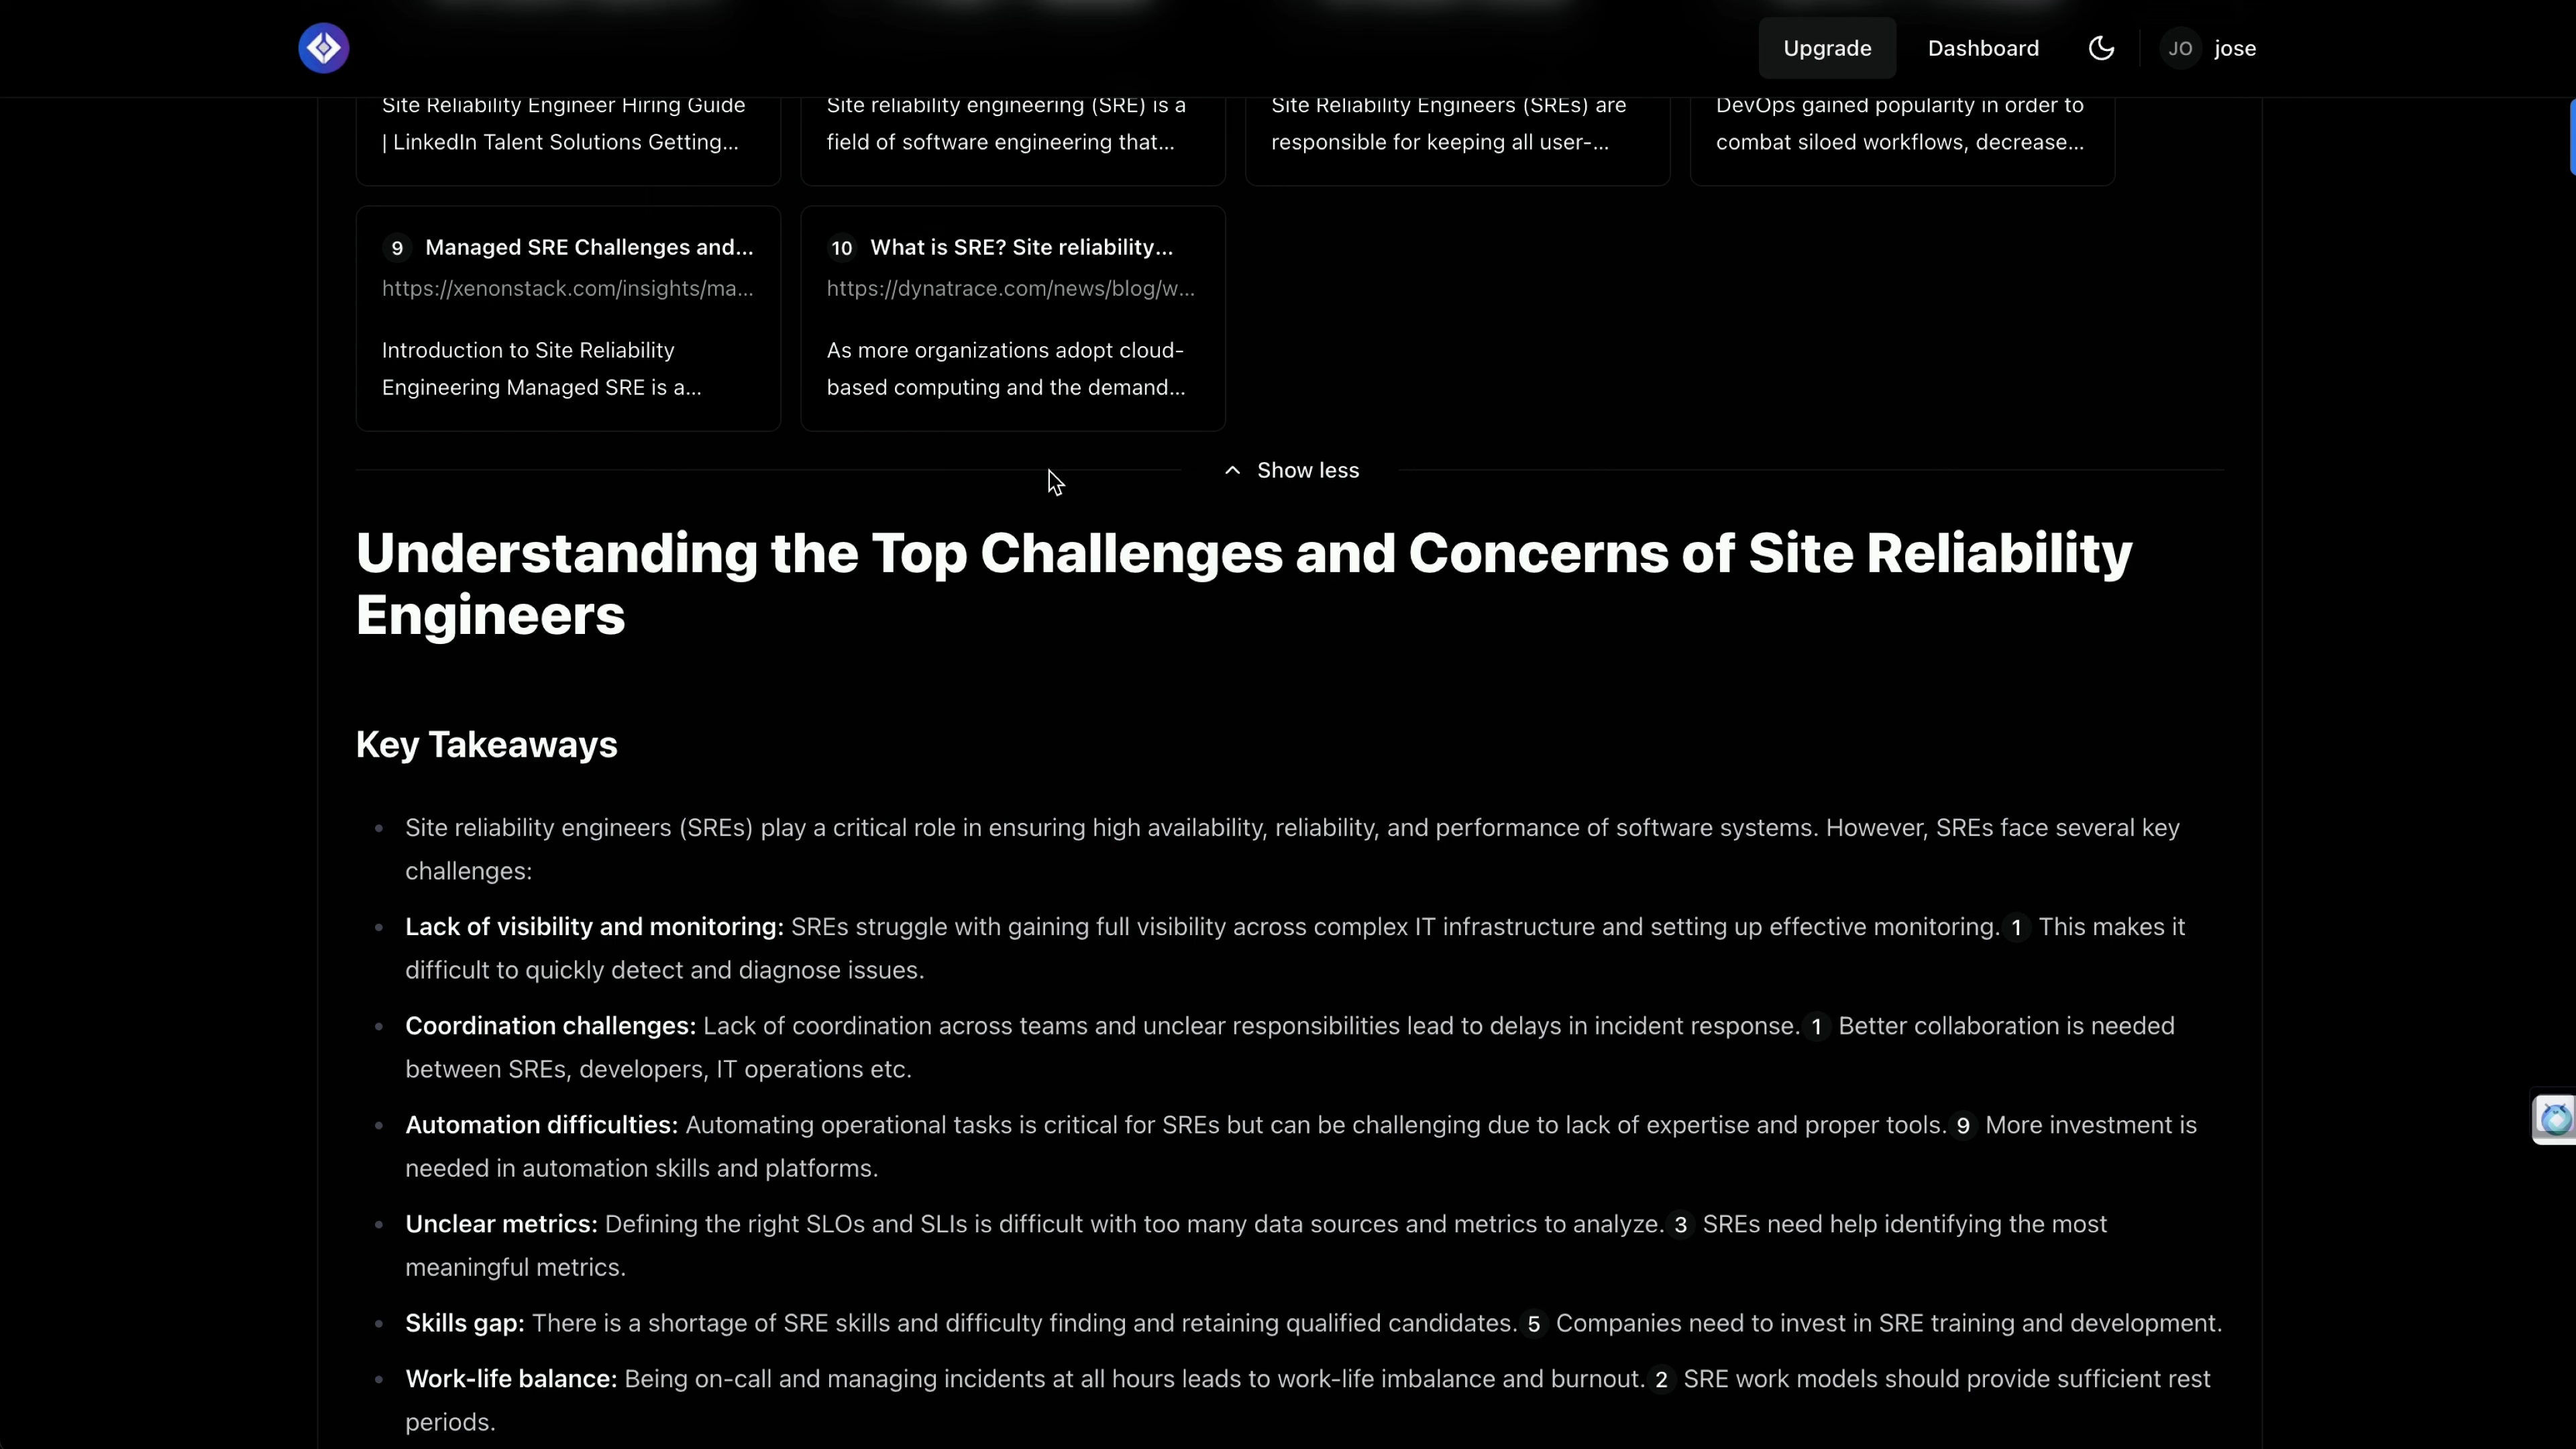 Upgrade
Dashboard
JO
jose
Site Reliability Engineer Hiring Guide
| LinkedIn Talent Solutions Getting...
Site reliability engineering (SRE) is a
field of software engineering that...
Site Reliability Engineers (SREs) are
responsible for keeping all user-...
DevOps gained popularity in order to
combat siloed workflows, decrease...
9 Managed SRE Challenges and...
https://xenonstack.com/insights/ma...
Introduction to Site Reliability
Engineering Managed SRE is a...
10 What is SRE? Site reliability...
https://dynatrace.com/news/blog/w...
As more organizations adopt cloud-
based computing and the demand...
Show less
Understanding the Top Challenges and Concerns of Site Reliability
Engineers
Key Takeaways
Site reliability engineers (SREs) play a critical role in ensuring high availability, reliability, and performance of software systems. However, SREs face several key
challenges:
Lack of visibility and monitoring: SREs struggle with gaining full visibility across complex IT infrastructure and setting up effective monitoring. 1 This makes it
difficult to quickly detect and diagnose issues.
Coordination challenges: Lack of coordination across teams and unclear responsibilities lead to delays in incident response. 1 Better collaboration is needed
between SREs, developers, IT operations etc.
Automation difficulties: Automating operational tasks is critical for SREs but can be challenging due to lack of expertise and proper tools. 9 More investment is
needed in automation skills and platforms.
Unclear metrics: Defining the right SLOs and SLIs is difficult with too many data sources and metrics to analyze. 3 SREs need help identifying the most
meaningful metrics.
Skills gap: There is a shortage of SRE skills and difficulty finding and retaining qualified candidates. 5 Companies need to invest in SRE training and development.
Work-life balance: Being on-call and managing incidents at all hours leads to work-life imbalance and burnout. 2 SRE work models should provide sufficient rest
periods.